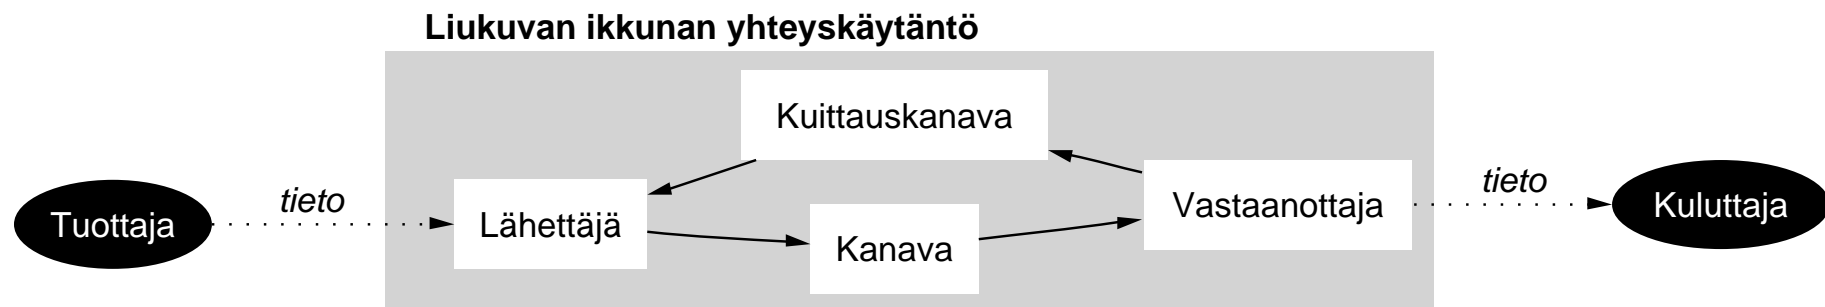 Liukuvan ikkunan yhteyskäytäntö
Kuittauskanava
Tuottaja
tieto
Lähettäjä
Kanava
Vastaanottaja
tieto
Kuluttaja